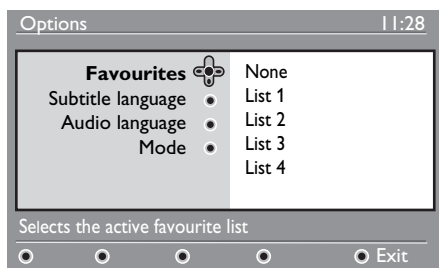 Options 11:28
Favourites
Subtitle language
Audio language
Mode
None
List 1
List 2
List 3
List 4
Selects the active favourite list
Exit